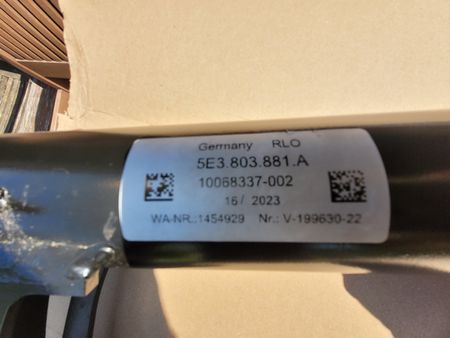 Germany RLO
5E3.803.881.A
10068337-002
16/ 2023
WA-NR.:1454929 Nr.: V-199630-22